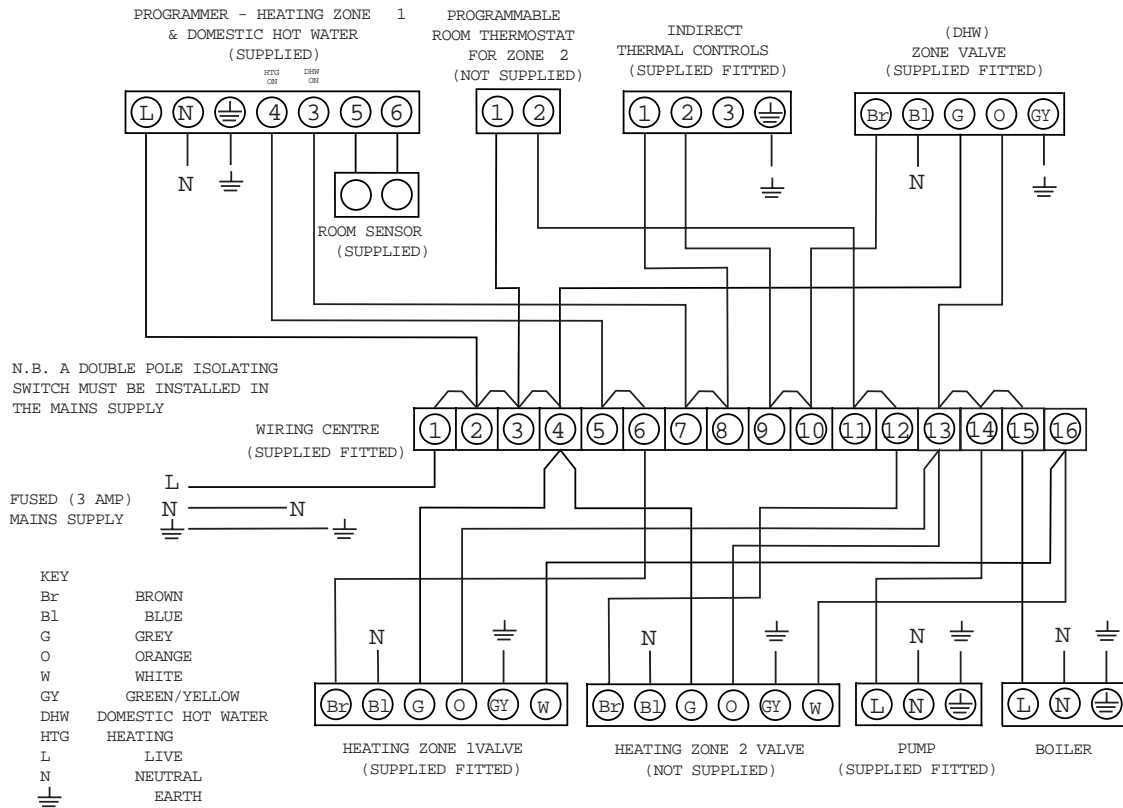 PROGRAMMER - HEATING ZONE 1
& DOMESTIC HOT WATER
(SUPPLIED)
HTG
ON
DHW
ON
PROGRAMMABLE
ROOM THERMOSTAT
FOR ZONE 2
(NOT SUPPLIED)
INDIRECT
THERMAL CONTROLS
(SUPPLIED FITTED)
(DHW)
ZONE VALVE
(SUPPLIED FITTED)
L N 4 3 5 6
1 2
1 2 3
Br Bl G O GY
N
N
ROOM SENSOR
(SUPPLIED)
N.B. A DOUBLE POLE ISOLATING
SWITCH MUST BE INSTALLED IN
THE MAINS SUPPLY
WIRING CENTRE
(SUPPLIED FITTED)
1 2 3 4 5 6 7 8 9 10 11 12 13 14 15 16
FUSED (3 AMP)
MAINS SUPPLY
L
N N
KEY
Br BROWN
Bl BLUE
G GREY
O ORANGE
W WHITE
GY GREEN/YELLOW
DHW DOMESTIC HOT WATER
HTG HEATING
L LIVE
N NEUTRAL
EARTH
N
N
N
N
Br Bl G O GY W
Br Bl G O GY W
L N
L N
HEATING ZONE 1VALVE
(SUPPLIED FITTED)
HEATING ZONE 2 VALVE
(NOT SUPPLIED)
PUMP
(SUPPLIED FITTED)
BOILER